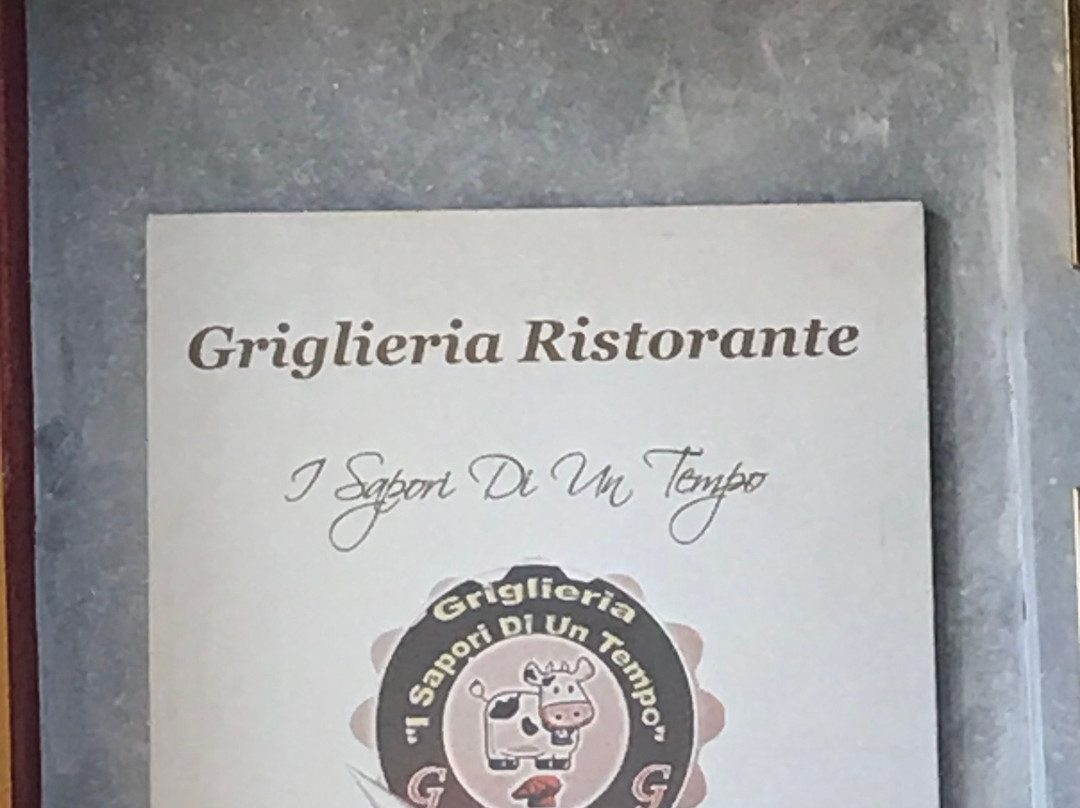 Griglieria Ristorante
I Sapori Di Un Tempo
Griglieria
"I Sapori Di Un Tempo"
G G